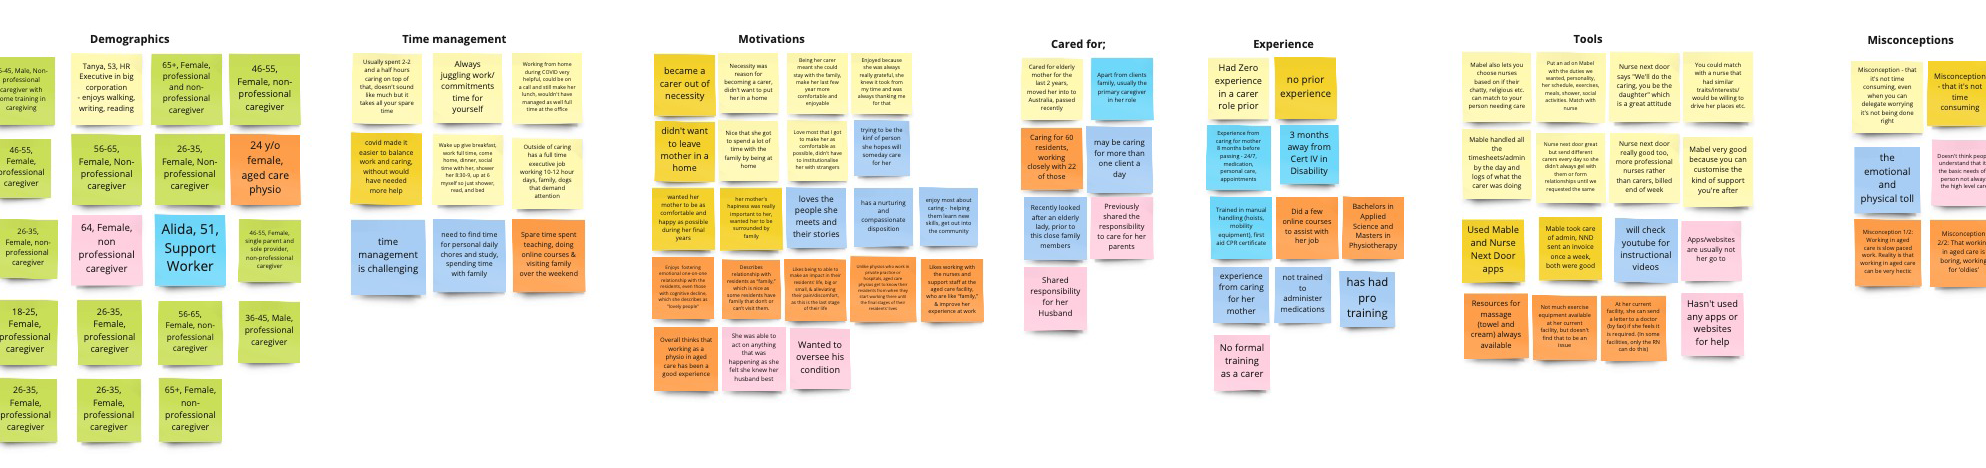 Demographics
5-45, Male, Non-
professional
caregiver with
some training in
caregiving
Tanya, 53, HR
Executive in big
corporation
- enjoys walking,
writing, reading
65+, Female,
professional
and non-
professional
caregiver
46-55,
Female, non-
professional
caregiver
46-55,
Female,
professional
caregiver
56-65,
Female, Non-
professional
caregiver
26-35,
Female, Non-
professional
caregiver
24 y/o
female,
aged care
physio
26-35,
Female, non-
professional
caregiver
64, Female,
non
professional
caregiver
Alida, 51,
Support
Worker
46-55, Female,
single parent and
sole provider,
non-professional
caregiver
18-25,
Female,
professional
caregiver
26-35,
Female,
professional
caregiver
56-65,
Female, non-
professional
caregiver
36-45, Male,
professional
caregiver
26-35,
Female,
professional
caregiver
26-35,
Female,
professional
caregiver
65+, Female,
non-
professional
caregiver
Time management
Usually spent 2-2
and a half hours
caring on top of
that, doesn't sound
like much but it
takes all your spare
time
Always
juggling work/
commitments
time for
yourself
Working from home
during COVID very
helpful, could be on
a call and still make her
lunch, wouldn't have
managed as well full
time at the office
covid made it
easier to balance
work and caring,
without would
have needed
more help
Wake up give breakfast,
work full time, come
home, dinner, social
time with her, shower
her 8:30-9, up at 6
myself so just shower,
read, and bed
Outside of caring
has a full time
executive job
working 10-12 hour
days, family, dogs
that demand
attention
time
management
is challenging
need to find time
for personal daily
chores and study,
spending time
with family
Spare time spent
teaching, doing
online courses &
visiting family
over the weekend
Motivations
became a
carer out of
necessity
Necessity was
reason for
becoming a carer,
didn't want to put
her in a home
Being her carer
meant she could
stay with the family,
make her last few
year more
comfortable and
enjoyable
Enjoyed because
she was always
really grateful, she
knew it took from
my time and was
always thanking me
for that
didn't want
to leave
mother in a
home
Nice that she got
to spend a lot of
time with the
family by being at
home
Love most that I got
to make her as
comfortable as
possible, didn't have
to institutionalise
her with strangers
trying to be the
kinf of person
she hopes will
someday care for
her
wanted her
mother to be as
comfortable and
happy as possible
during her final
years
her mother's
hapiness was really
important to her,
wanted her to be
surrounded by
family
loves the
people she
meets and
their stories
has a nurturing
and
compassionate
disposition
enjoy most about
caring - helping
them learn new
skills, get out into
the community
Enjoys fostering
emotional one-on-one
relationship with the
residents, even those
with cognitive decline,
which she describes as
"lovely people"
Describes
relationship with
residents as "family,"
which is nice as
some residents have
family that don't or
can't visit them.
Likes being able to
make an impact in their
residents' life, big or
small, & alleviating
their pain/discomfort,
as this is the last stage
of their life
Unlike physios who work in
private practice or
hospitals, aged care
physios get to know their
residents from when they
start working there until
the final stages of their
residents' lives
Likes working with
the nurses and
support staff at the
aged care facility,
who are like "family,"
& improve her
experience at work
Overall thinks that
working as a
physio in aged
care has been a
good experience
She was able to
act on anything
that was
happening as she
felt she knew her
husband best
Wanted to
oversee his
condition
Cared for;
Cared for elderly
mother for the
last 2 years,
moved her into to
Australia, passed
recently
Apart from clients
family, usually the
primary caregiver
in her role
Caring for 60
residents,
working
closely with 22
of those
may be caring
for more than
one client a
day
Recently looked
after an elderly
lady, prior to
this close family
members
Previously
shared the
responsibility
to care for her
parents
Shared
responsibility
for her
Husband
Experience
Had Zero
experience
in a carer
role prior
no prior
experience
Experience from
caring for mother
8 months before
passing - 24/7,
medication,
personal care,
appointments
3 months
away from
Cert IV in
Disability
Trained in manual
handling (hoists,
mobility
equipment), first
aid CPR certificate
Did a few
online courses
to assist with
her job
Bachelors in
Applied
Science and
Masters in
Physiotherapy
experience
from caring
for her
mother
not trained
to
administer
medications
has had
pro
training
No formal
training
as a carer
Tools
Mabel also lets you
choose nurses
based on if their
chatty, religious etc.
can match to your
person needing care
Put an ad on Mabel
with the duties we
wanted, personality,
her schedule, exercises,
meals, shower, social
activities. Match with
nurse
Nurse next door
says "We'll do the
caring, you be the
daughter" which
is a great attitude
You could match
with a nurse that
had similar
traits/interests/
would be willing to
drive her places etc.
Mable handled all
the
timesheets/admin
by the day and
logs of what the
carer was doing
Nurse next door great
but send different
carers every day so she
didn't always gel with
them or form
relationships until we
requested the same
Nurse next door
really good too,
more professional
nurses rather
than carers, billed
end of week
Mabel very good
because you can
customise the
kind of support
you're after
Used Mable
and Nurse
Next Door
apps
Mable took care
of admin, NND
sent an invoice
once a week,
both were good
will check
youtube for
instructional
videos
Apps/websites
are usually not
her go to
Resources for
massage
(towel and
cream) always
available
Not much exercise
equipment available
at her current
facility, but doesn't
find that to be an
issue
At her current
facility, she can send
a letter to a doctor
(by fax) if she feels it
is required. (In some
facilities, only the RN
can do this)
Hasn't used
any apps or
websites
for help
Misconceptions
Misconception - that
it's not time
consuming,
even when you
can delegate
worrying
it's not being done
right
Misconception
- that it's not
time
consuming
the
emotional
and
physical toll
Doesn't think peop
understand that it
the basic needs of
person not always
the high level care
Misconception 1/2:
Working in aged
care is slow paced
work. Reality is that
working in aged care
can be very hectic
Misconception
2/2: That workin
in aged care is
boring, working
for 'oldies'